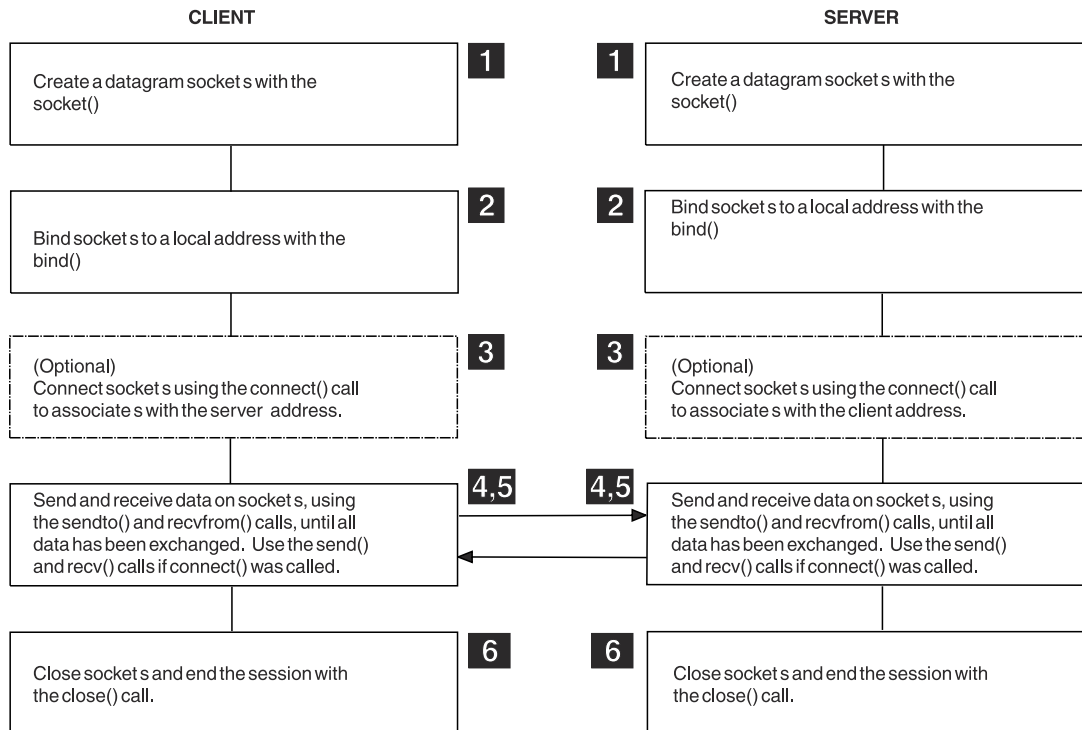 CLIENT
SERVER
1
1
Create a datagram socket s with the
socket()
Create a datagram socket s with the
socket()
2
2
Bind socket s to a local address with the
bind()
Bind socket s to a local address with the
bind()
3
3
(Optional)
Connect socket s using the connect() call
to associate s with the server address.
(Optional)
Connect socket s using the connect() call
to associate s with the client address.
4,5
4,5
Send and receive data on socket s, using
the sendto() and recvfrom() calls, until all
data has been exchanged. Use the send()
and recv() calls if connect() was called.
Send and receive data on socket s, using
the sendto() and recvfrom() calls, until all
data has been exchanged. Use the send()
and recv() calls if connect() was called.
6
6
Close socket s and end the session with
the close() call.
Close socket s and end the session with
the close() call.